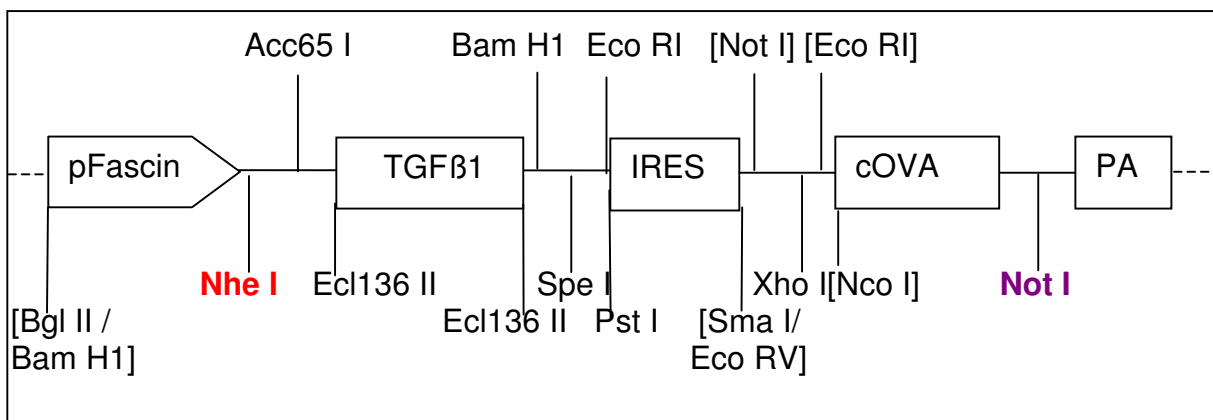 Acc65 I
Bam H1
Eco RI
[Not I]
[Eco RI]
pFascin
TGFß1
IRES
cOVA
PA
Nhe I
Ecl136 II
Spe I
Xho I
[Nco I]
Not I
[Bgl II /
Bam H1]
Ecl136 II
Pst I
[Sma I/
Eco RV]